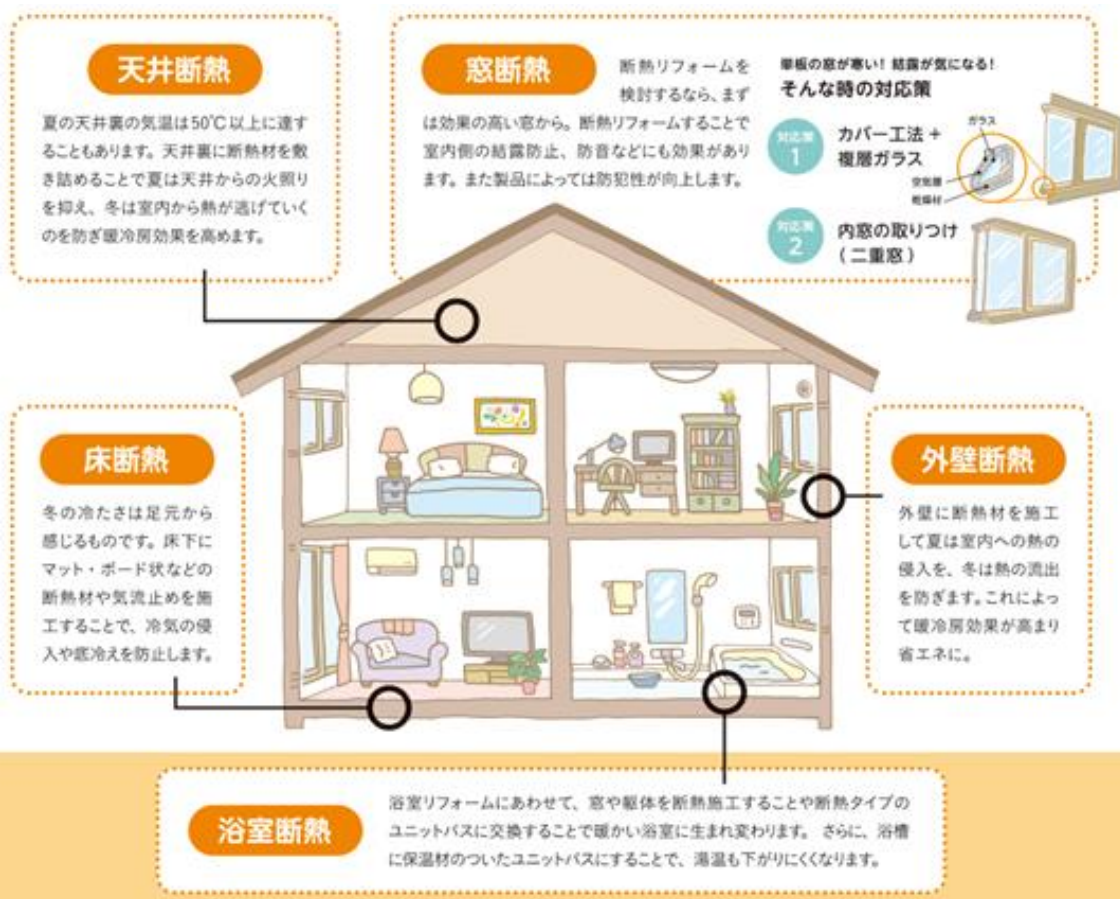 天井断熱
夏の天井裏の気温は50℃以上に達す
ることもあります。天井裏に断熱材を敷
き詰めることで夏は天井からの火照り
を抑え、冬は室内から熱が逃げていく
のを防ぎ暖冷房効果を高めます。
窓断熱
断熱リフォームを
検討するなら、まず
は効果の高い窓から。断熱リフォームすることで
室内側の結露防止、防音などにも効果があり
ます。また製品によっては防犯性が向上します。
単板の窓が寒い！結露が気になる！
そんな時の対応策
対応策
1
カバー工法＋
複層ガラス
ガラス
空気層
乾燥材
対応策
2
内窓の取りつけ
（二重窓）
床断熱
冬の冷たさは足元から
感じるものです。床下に
マット・ボード状などの
断熱材や気流止めを施
工することで、冷気の侵
入や底冷えを防止します。
外壁断熱
外壁に断熱材を施工
して夏は室内への熱の
侵入を、冬は熱の流出
を防ぎます。これによっ
て暖冷房効果が高まり
省エネに。
浴室断熱
浴室リフォームにあわせて、窓や躯体を断熱施工することや断熱タイプの
ユニットバスに交換することで暖かい浴室に生まれ変わります。 さらに、浴槽
に保温材のついたユニットバスにすることで、湯温も下がりにくくなります。